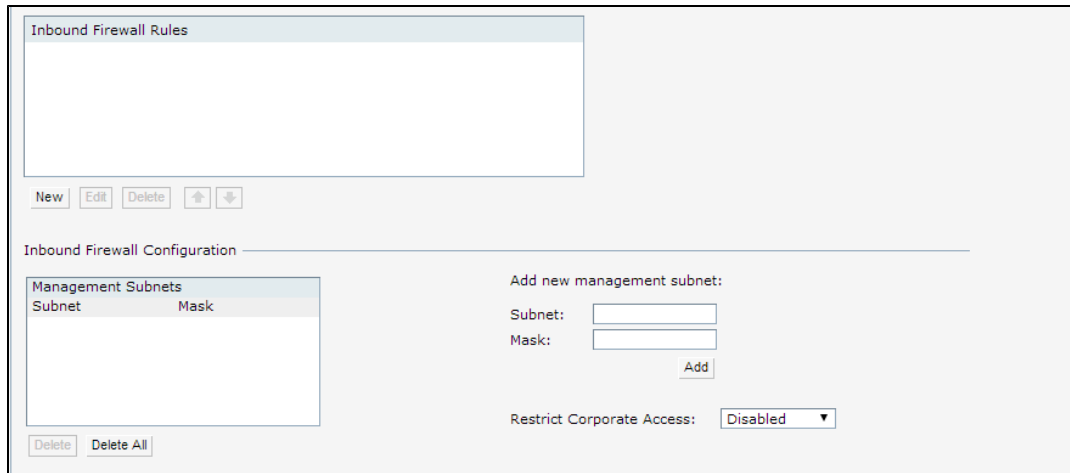 Inbound Firewall Rules
New Edit Delete
Inbound Firewall Configuration
Management Subnets
Subnet Mask
Delete Delete All
Add new management subnet:
Subnet:
Mask:
Add
Restrict Corporate Access: Disabled